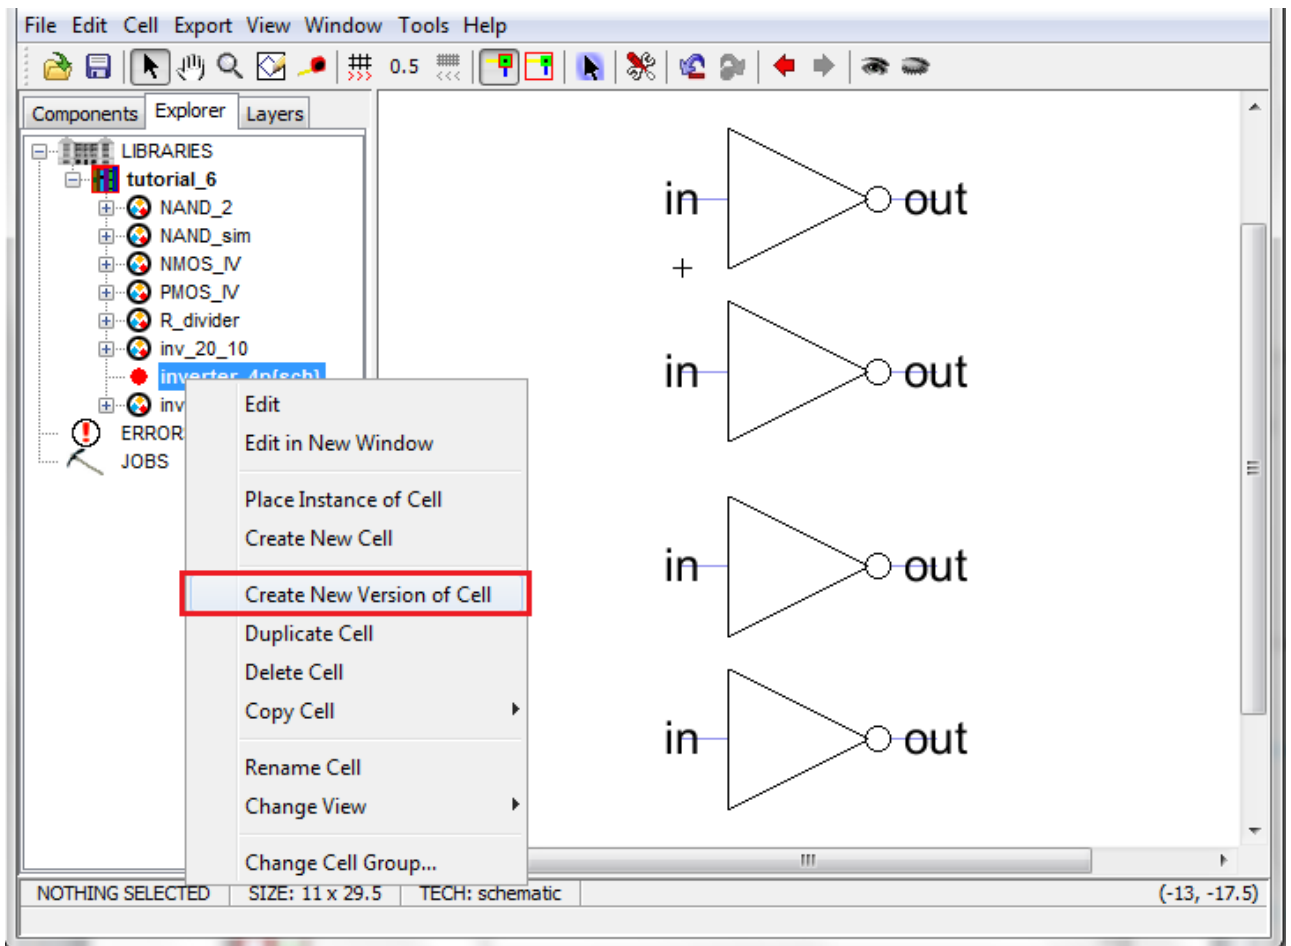 File Edit Cell Export View Window Tools Help
0.5
Components Explorer Layers
LIBRARIES
tutorial_6
NAND_2
NAND_sim
NMOS_IV
PMOS_IV
R_divider
inv_20_10
inverter_4p{sch}
inv
ERROR
JOBS
Edit
Edit in New Window
Place Instance of Cell
Create New Cell
Create New Version of Cell
Duplicate Cell
Delete Cell
Copy Cell
Rename Cell
Change View
Change Cell Group...
in out
in out
in out
in out
NOTHING SELECTED SIZE: 11 x 29.5 TECH: schematic (-13, -17.5)